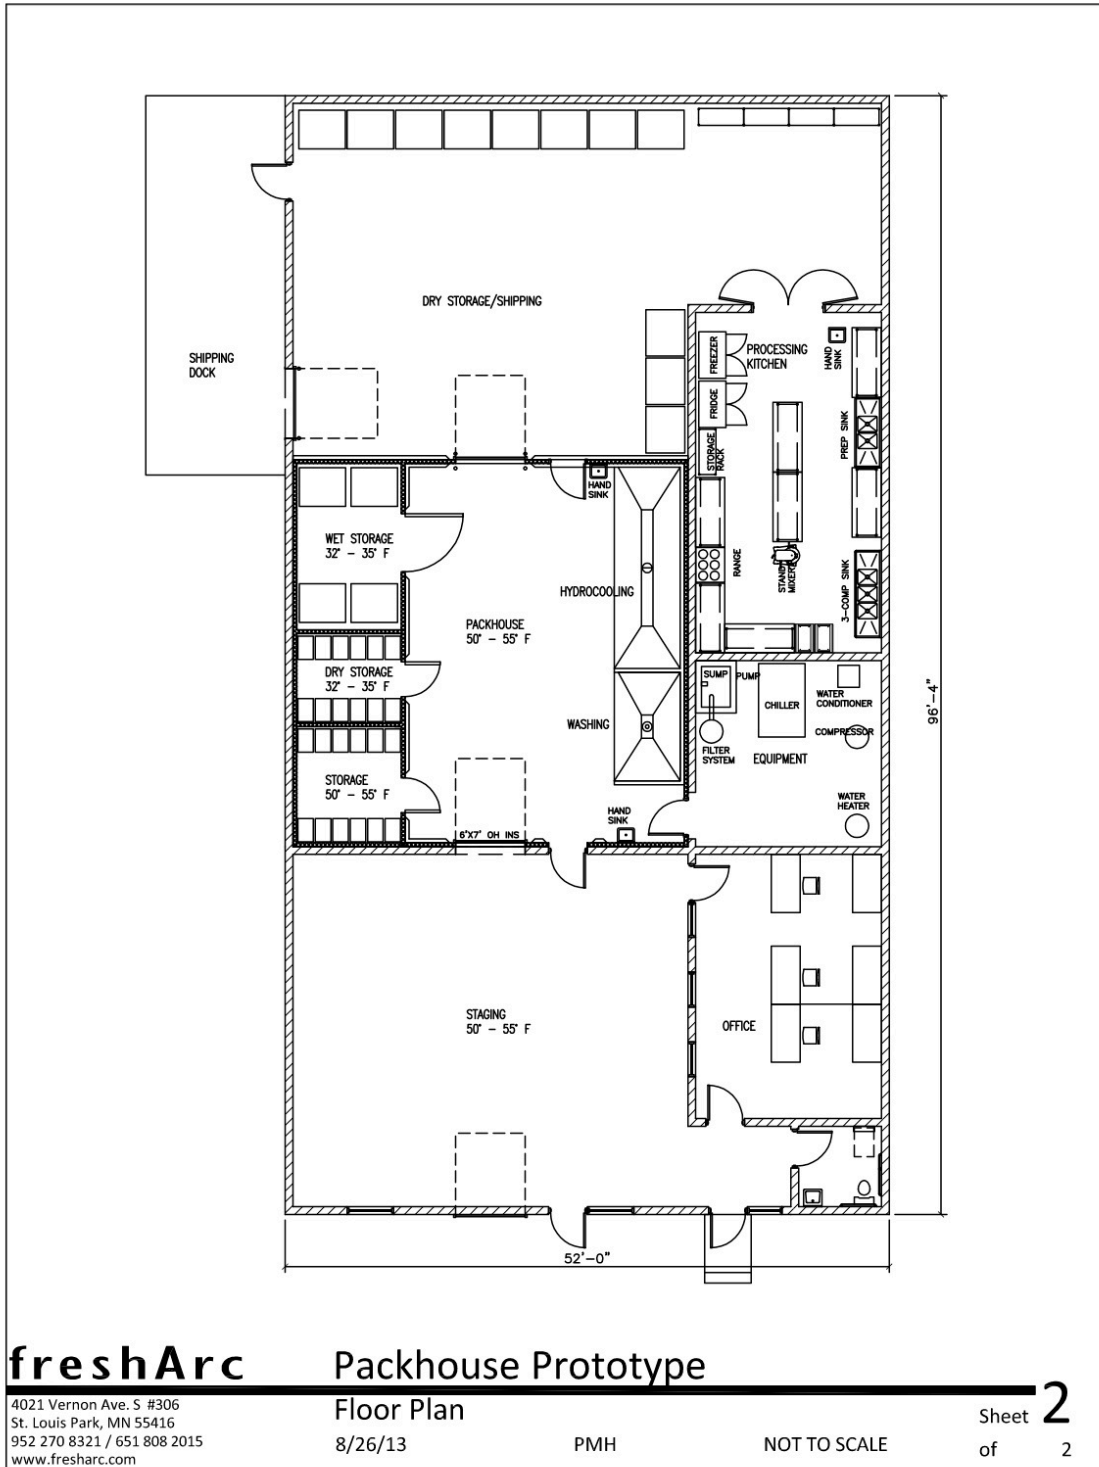 DRY STORAGE/SHIPPING
SHIPPING
DOCK
FREEZER
PROCESSING
KITCHEN
HAND
SINK
FRIDGE
STORAGE
RACK
PREP SINK
HAND
SINK
WET STORAGE
32° - 35° F
RANGE
STAND
MIXER
3-COMP SINK
HYDROCOOLING
PACKHOUSE
50° - 55° F
DRY STORAGE
32° - 35° F
SUMP
PUMP
CHILLER
WATER
CONDITIONER
WASHING
FILTER
SYSTEM
COMPRESSOR
EQUIPMENT
STORAGE
50° - 55° F
WATER
HEATER
HAND
SINK
6'X7' OH INS
96'-4"
STAGING
50° - 55° F
OFFICE
52'-0"
freshArc
Packhouse Prototype
4021 Vernon Ave. S #306
St. Louis Park, MN 55416
952 270 8321 / 651 808 2015
www.fresharc.com
Floor Plan
8/26/13 PMH NOT TO SCALE
Sheet 2
of 2